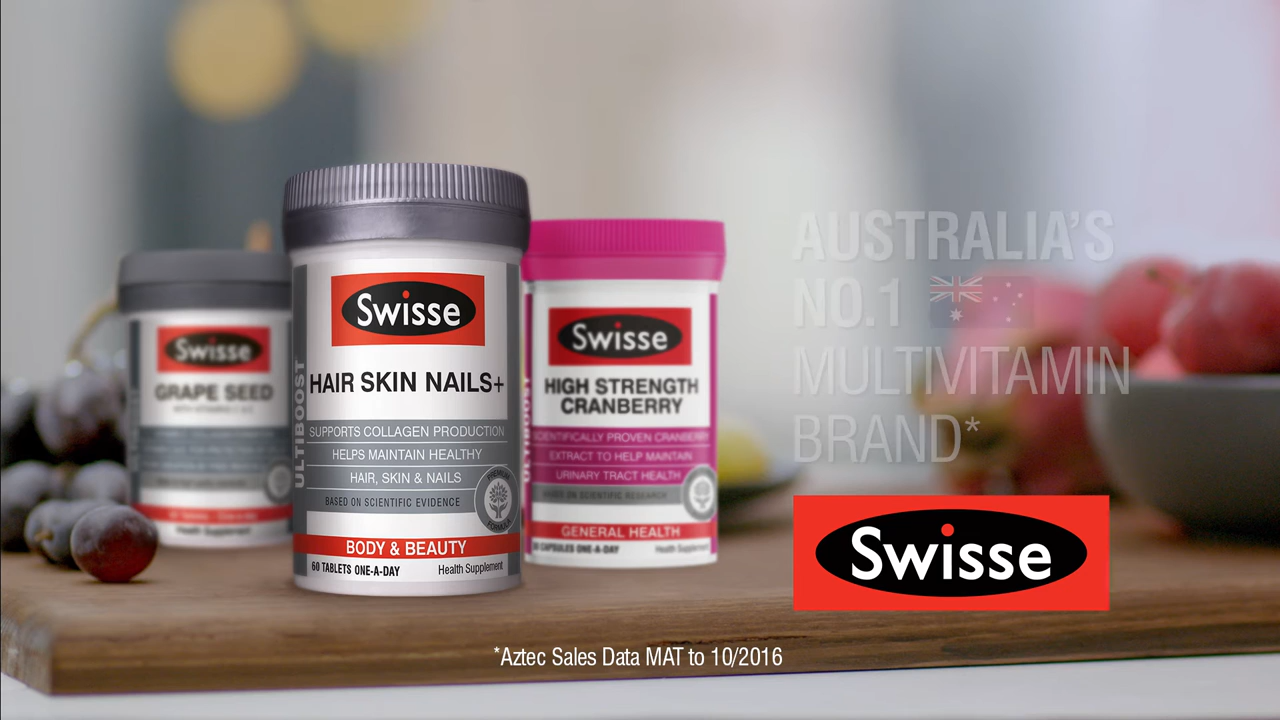 Swisse
GRAPE SEED
Swisse
ULTIBOOST
HAIR SKIN NAILS+
SUPPORTS COLLAGEN PRODUCTION
HELPS MAINTAIN HEALTHY
HAIR, SKIN & NAILS
BASED ON SCIENTIFIC EVIDENCE
PREMIUM
FORMULA
BODY & BEAUTY
60 TABLETS ONE-A-DAY
Health Supplement
Swisse
ULTIBOOST
HIGH STRENGTH
CRANBERRY
SCIENTIFICALLY PROVEN CRANBERRY
EXTRACT TO HELP MAINTAIN
URINARY TRACT HEALTH
BASED ON SCIENTIFIC RESEARCH
GENERAL HEALTH
CAPSULES ONE-A-DAY
Health Supplement
Health Supplement
AUSTRALIA'S
NO.1
MULTIVITAMIN
BRAND*
Swisse
*Aztec Sales Data MAT to 10/2016